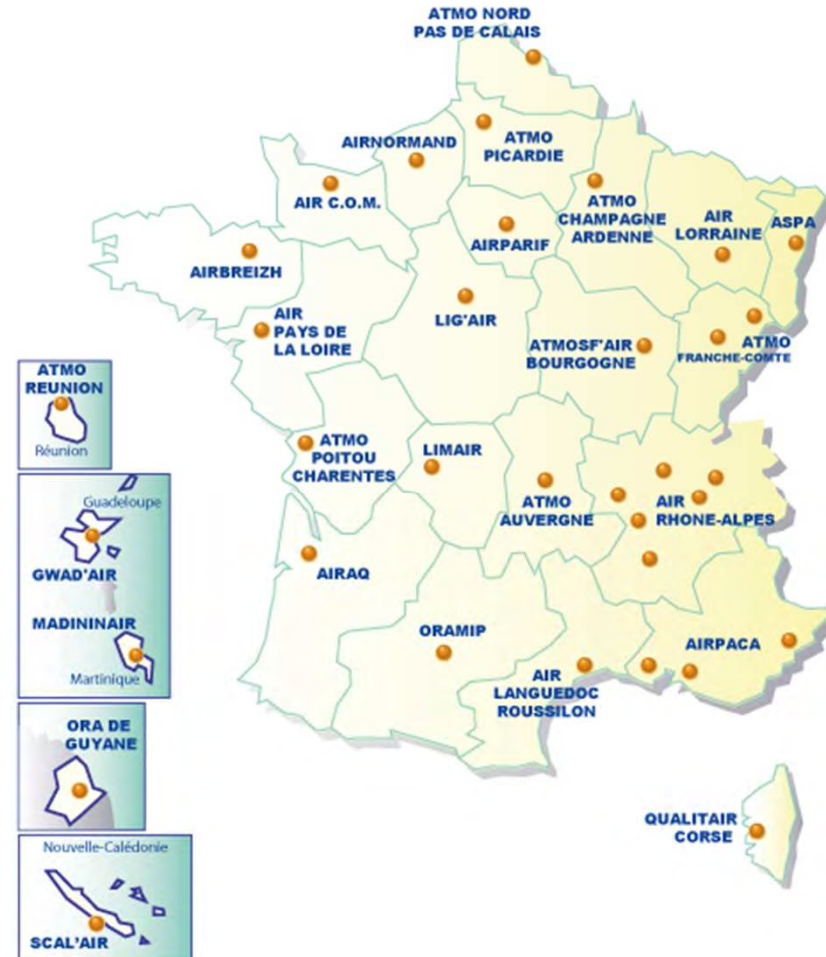 ATMO NORD
PAS DE CALAIS
AIRNORMAND
ATMO
PICARDIE
AIR C.O.M.
ATMO
CHAMPAGNE
ARDENNE
AIR
LORRAINE
ASPA
AIRPARIF
AIRBREIZH
AIR
PAYS DE
LA LOIRE
LIG'AIR
ATMOSF'AIR
BOURGOGNE
ATMO
FRANCHE-COMTE
ATMO
REUNION
Réunion
ATMO
POITOU
CHARENTES
LIMAIR
ATMO
AUVERGNE
AIR
RHONE-ALPES
Guadeloupe
GWAD'AIR
MADININAIR
Martinique
AIRAQ
ORAMIP
AIR
LANGUEDOC
ROUSSILON
AIRPACA
ORA DE
GUYANE
QUALITAIR
CORSE
Nouvelle-Calédonie
SCAL'AIR